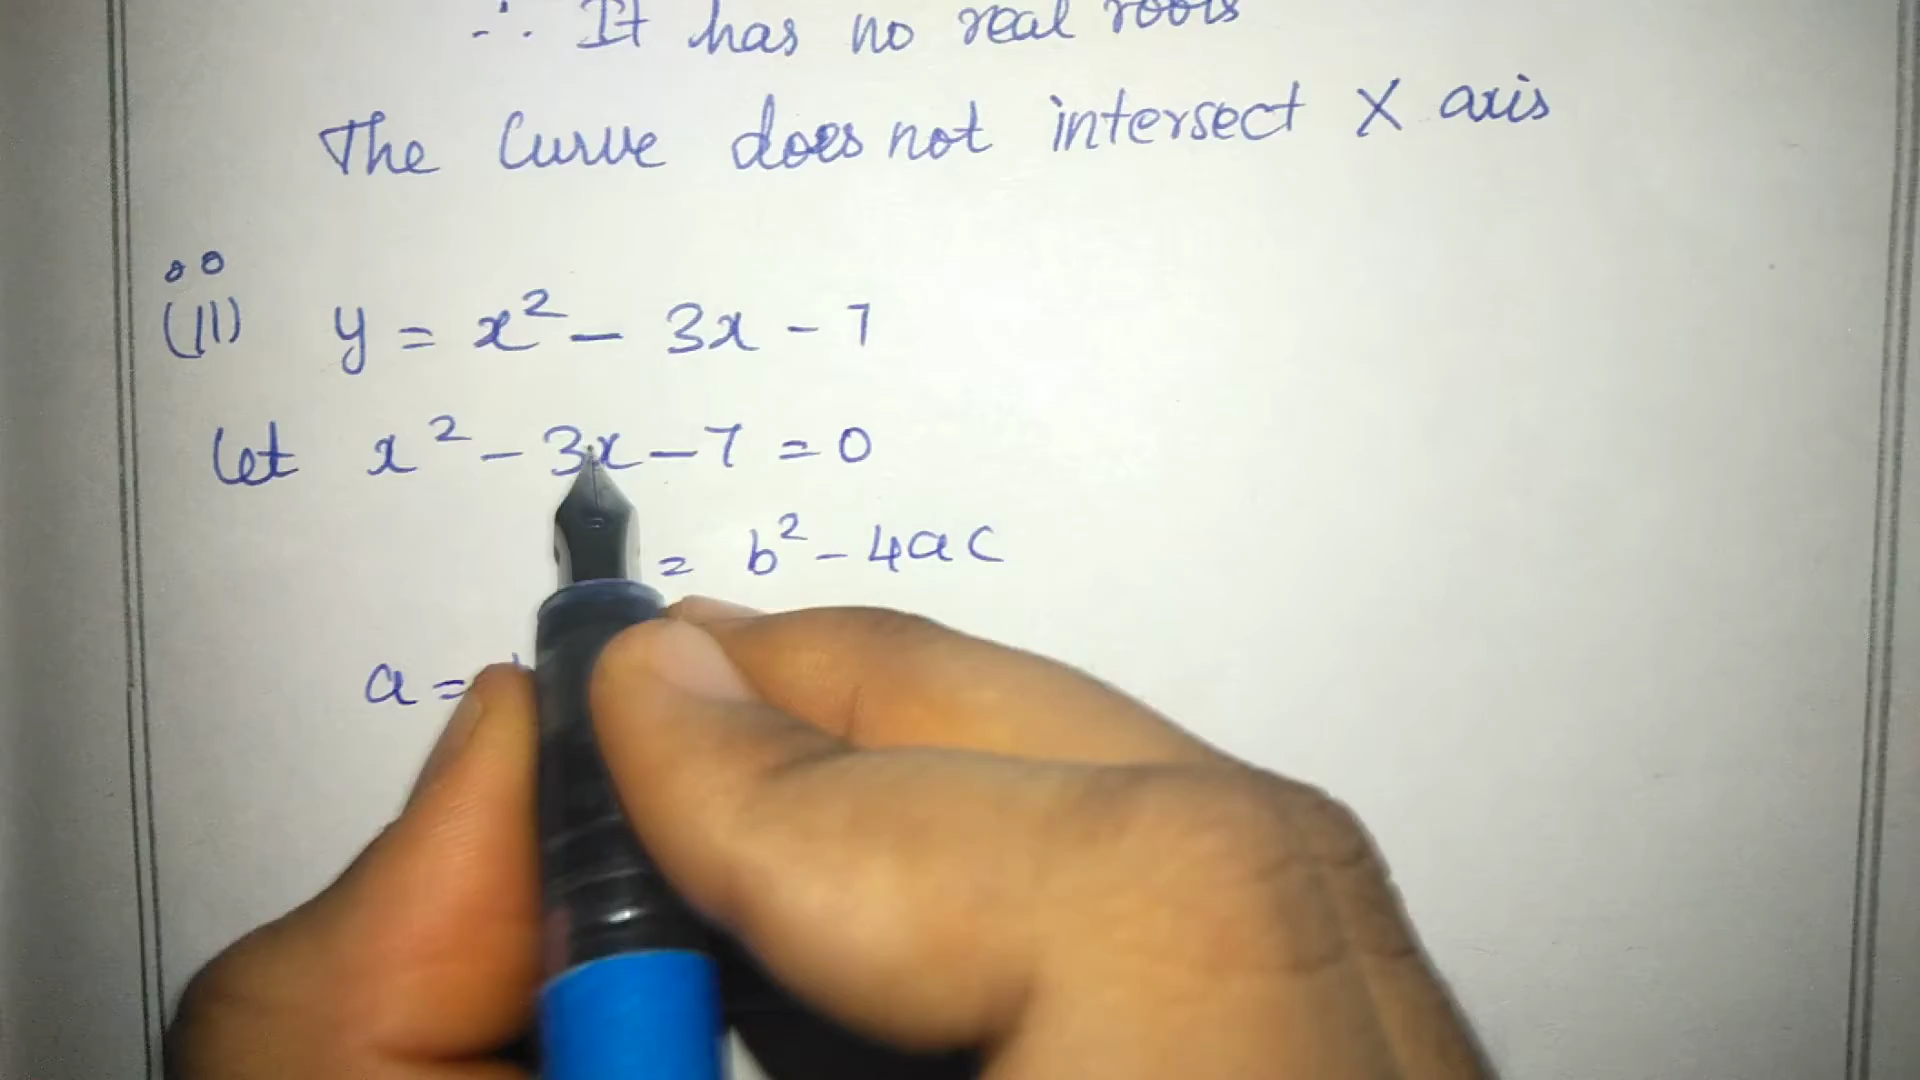 ∴ It has no real roots
The Curve does not intersect X axis
(ii) y = x² - 3x - 7
let x² - 3x - 7 = 0
= b² - 4ac
a =